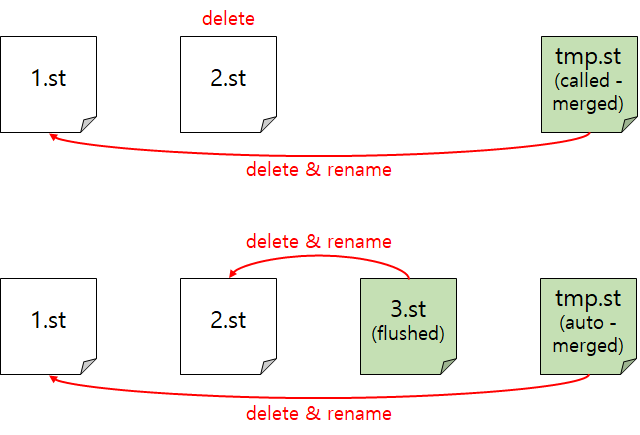 delete
1.st
2.st
tmp.st
(called -
merged)
delete & rename
delete & rename
1.st
2.st
3.st
(flushed)
tmp.st
(auto -
merged)
delete & rename